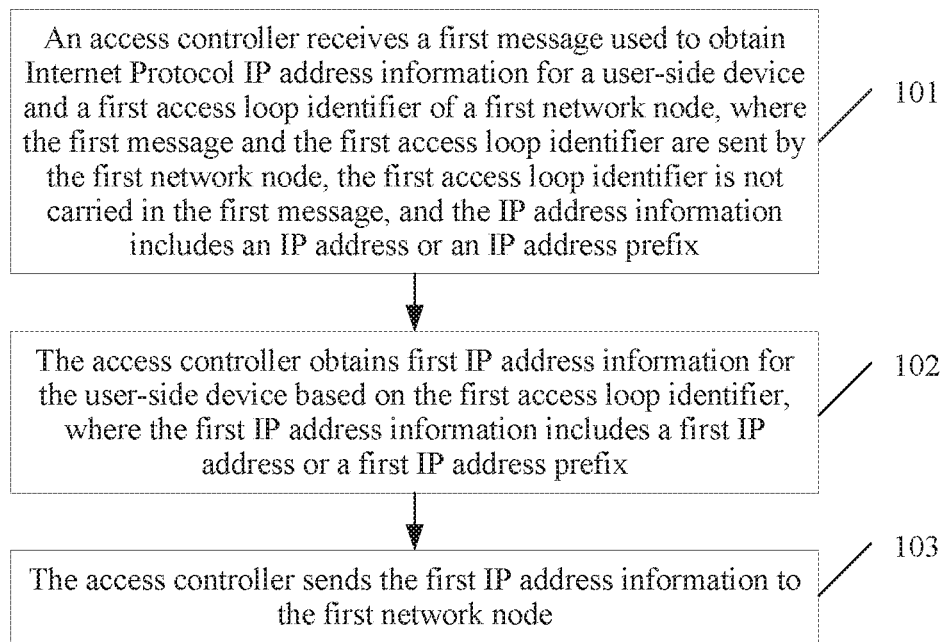 An access controller receives a first message used to obtain
Internet Protocol IP address information for a user-side device
and a first access loop identifier of a first network node, where
the first message and the first access loop identifier are sent by
the first network node, the first access loop identifier is not
carried in the first message, and the IP address information
includes an IP address or an IP address prefix
101
The access controller obtains first IP address information for
the user-side device based on the first access loop identifier,
where the first IP address information includes a first IP
address or a first IP address prefix
102
The access controller sends the first IP address information to
the first network node
103